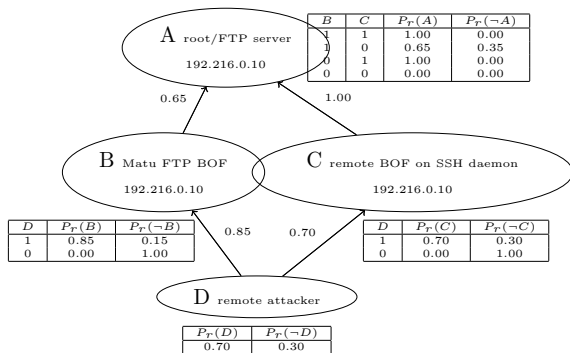 A root/FTP server
192.216.0.10
B C Pr(A) Pr(¬A)
1 1 1.00 0.00
1 0 0.65 0.35
0 1 1.00 0.00
0 0 0.00 0.00
0.65
1.00
B Matu FTP BOF
192.216.0.10
C remote BOF on SSH daemon
192.216.0.10
D Pr(B) Pr(¬B)
1 0.85 0.15
0 0.00 1.00
0.85
0.70
D Pr(C) Pr(¬C)
1 0.70 0.30
0 0.00 1.00
D remote attacker
Pr(D) Pr(¬D)
0.70 0.30